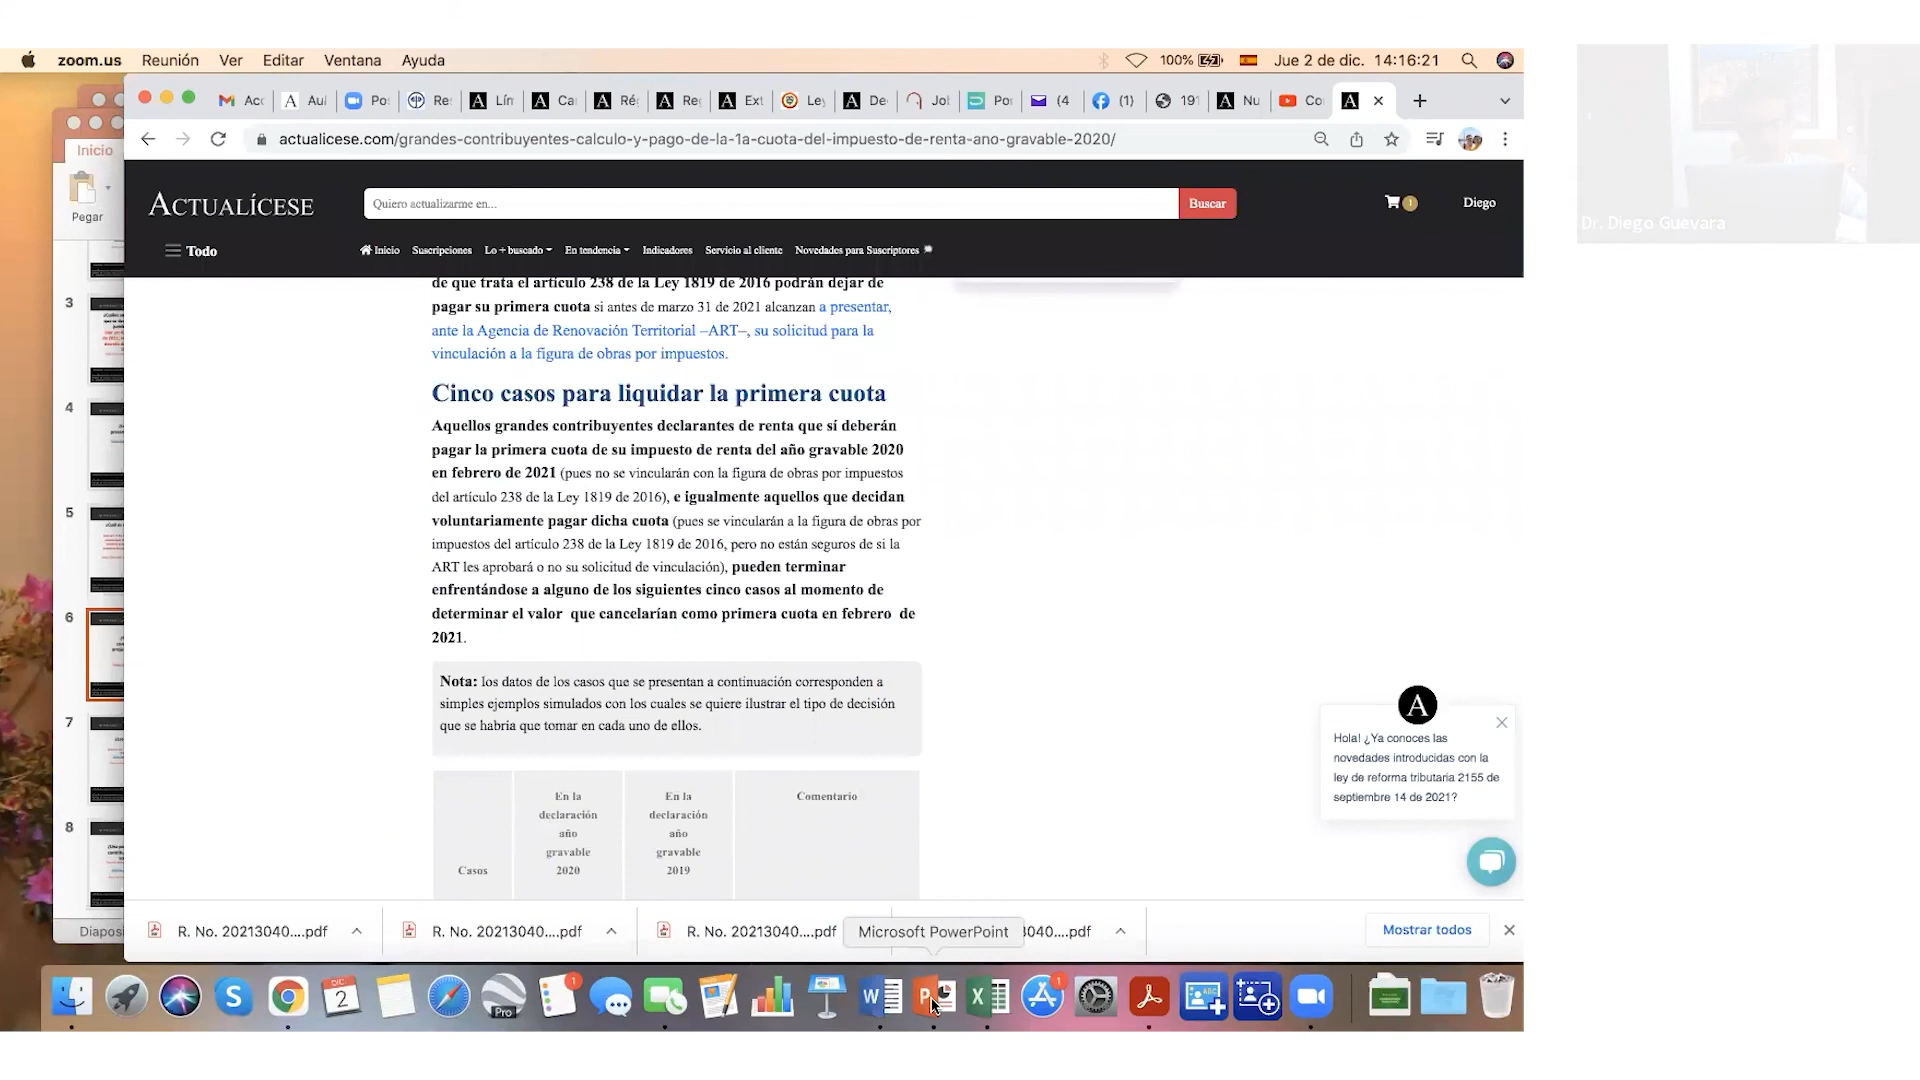 zoom.us Reunión Ver Editar Ventana Ayuda 100% Jue 2 de dic. 14:16:21
Inicio
Pegar
3
4
5
6
7
8
actualicese.com/grandes-contribuyentes-calculo-y-pago-de-la-1a-cuota-del-impuesto-de-renta-ano-gravable-2020/
ACTUALÍCESE
Quiero actualizarme en...
Buscar
1
Diego
Todo
Inicio Suscripciones Lo + buscado En tendencia Indicadores Servicio al cliente Novedades para Suscriptores
de que trata el artículo 238 de la Ley 1819 de 2016 podrán dejar de
pagar su primera cuota si antes de marzo 31 de 2021 alcanzan a presentar,
ante la Agencia de Renovación Territorial –ART–, su solicitud para la
vinculación a la figura de obras por impuestos.
Cinco casos para liquidar la primera cuota
Aquellos grandes contribuyentes declarantes de renta que sí deberán
pagar la primera cuota de su impuesto de renta del año gravable 2020
en febrero de 2021 (pues no se vincularán con la figura de obras por impuestos
del artículo 238 de la Ley 1819 de 2016), e igualmente aquellos que decidan
voluntariamente pagar dicha cuota (pues se vincularán a la figura de obras por
impuestos del artículo 238 de la Ley 1819 de 2016, pero no están seguros de si la
ART les aprobará o no su solicitud de vinculación), pueden terminar
enfrentándose a alguno de los siguientes cinco casos al momento de
determinar el valor que cancelarían como primera cuota en febrero de
2021.
Nota: los datos de los casos que se presentan a continuación corresponden a
simples ejemplos simulados con los cuales se quiere ilustrar el tipo de decisión
que se habría que tomar en cada uno de ellos.
Casos
En la
declaración
año
gravable
2020
En la
declaración
año
gravable
2019
Comentario
A
Hola! ¿Ya conoces las
novedades introducidas con la
ley de reforma tributaria 2155 de
septiembre 14 de 2021?
Diaposi
R. No. 20213040....pdf
R. No. 20213040....pdf
R. No. 20213040....pdf
Microsoft PowerPoint
3040....pdf
Mostrar todos
DIC
2
Pro
1
1
Dr. Diego Guevara